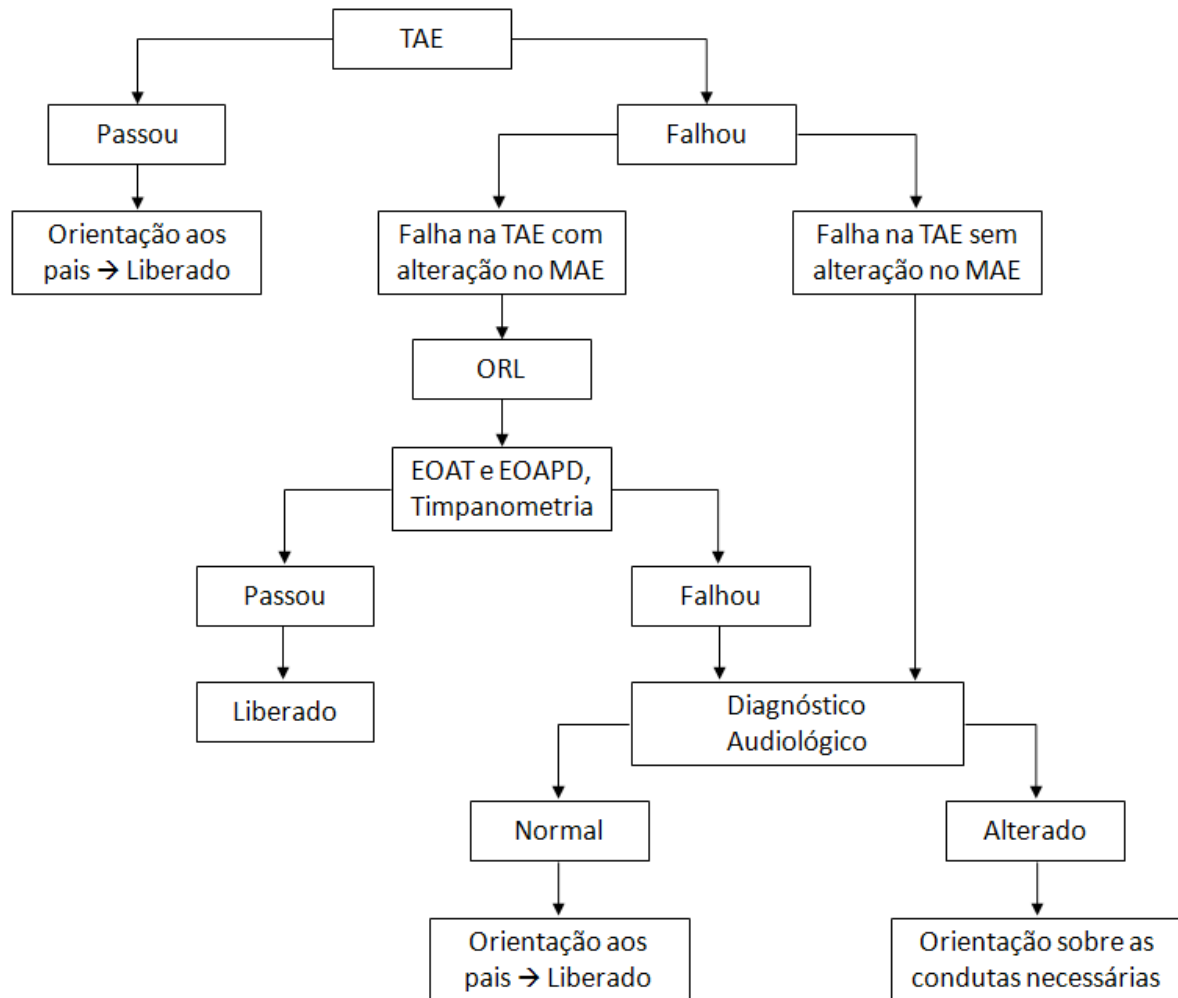 TAE
Passou
Falhou
Orientação aos
pais → Liberado
Falha na TAE com
alteração no MAE
Falha na TAE sem
alteração no MAE
ORL
EOAT e EOAPD,
Timpanometria
Passou
Falhou
Liberado
Diagnóstico
Audiológico
Normal
Alterado
Orientação aos
pais → Liberado
Orientação sobre as
condutas necessárias